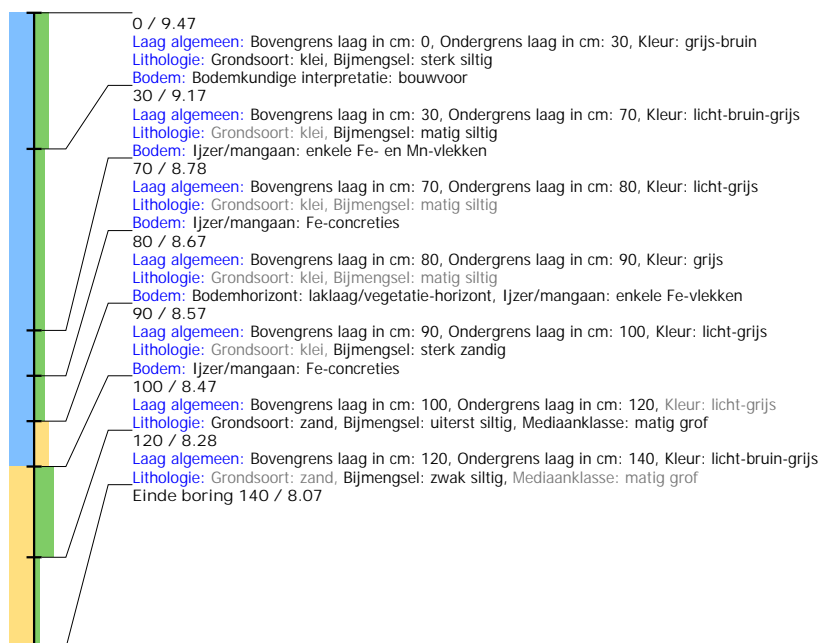 0 / 9.47
Laag algemeen: Bovengrens laag in cm: 0, Ondergrens laag in cm: 30, Kleur: grijs-bruin
Lithologie: Grondsoort: klei, Bijmengsel: sterk siltig
Bodem: Bodemkundige interpretatie: bouwvoor
30 / 9.17
Laag algemeen: Bovengrens laag in cm: 30, Ondergrens laag in cm: 70, Kleur: licht-bruin-grijs
Lithologie: Grondsoort: klei, Bijmengsel: matig siltig
Bodem: Ijzer/mangaan: enkele Fe- en Mn-vlekken
70 / 8.78
Laag algemeen: Bovengrens laag in cm: 70, Ondergrens laag in cm: 80, Kleur: licht-grijs
Lithologie: Grondsoort: klei, Bijmengsel: matig siltig
Bodem: Ijzer/mangaan: Fe-concreties
80 / 8.67
Laag algemeen: Bovengrens laag in cm: 80, Ondergrens laag in cm: 90, Kleur: grijs
Lithologie: Grondsoort: klei, Bijmengsel: matig siltig
Bodem: Bodemhorizont: laklaag/vegetatie-horizont, Ijzer/mangaan: enkele Fe-vlekken
90 / 8.57
Laag algemeen: Bovengrens laag in cm: 90, Ondergrens laag in cm: 100, Kleur: licht-grijs
Lithologie: Grondsoort: klei, Bijmengsel: sterk zandig
Bodem: Ijzer/mangaan: Fe-concreties
100 / 8.47
Laag algemeen: Bovengrens laag in cm: 100, Ondergrens laag in cm: 120, Kleur: licht-grijs
Lithologie: Grondsoort: zand, Bijmengsel: uiterst siltig, Mediaanklasse: matig grof
120 / 8.28
Laag algemeen: Bovengrens laag in cm: 120, Ondergrens laag in cm: 140, Kleur: licht-bruin-grijs
Lithologie: Grondsoort: zand, Bijmengsel: zwak siltig, Mediaanklasse: matig grof
Einde boring 140 / 8.07